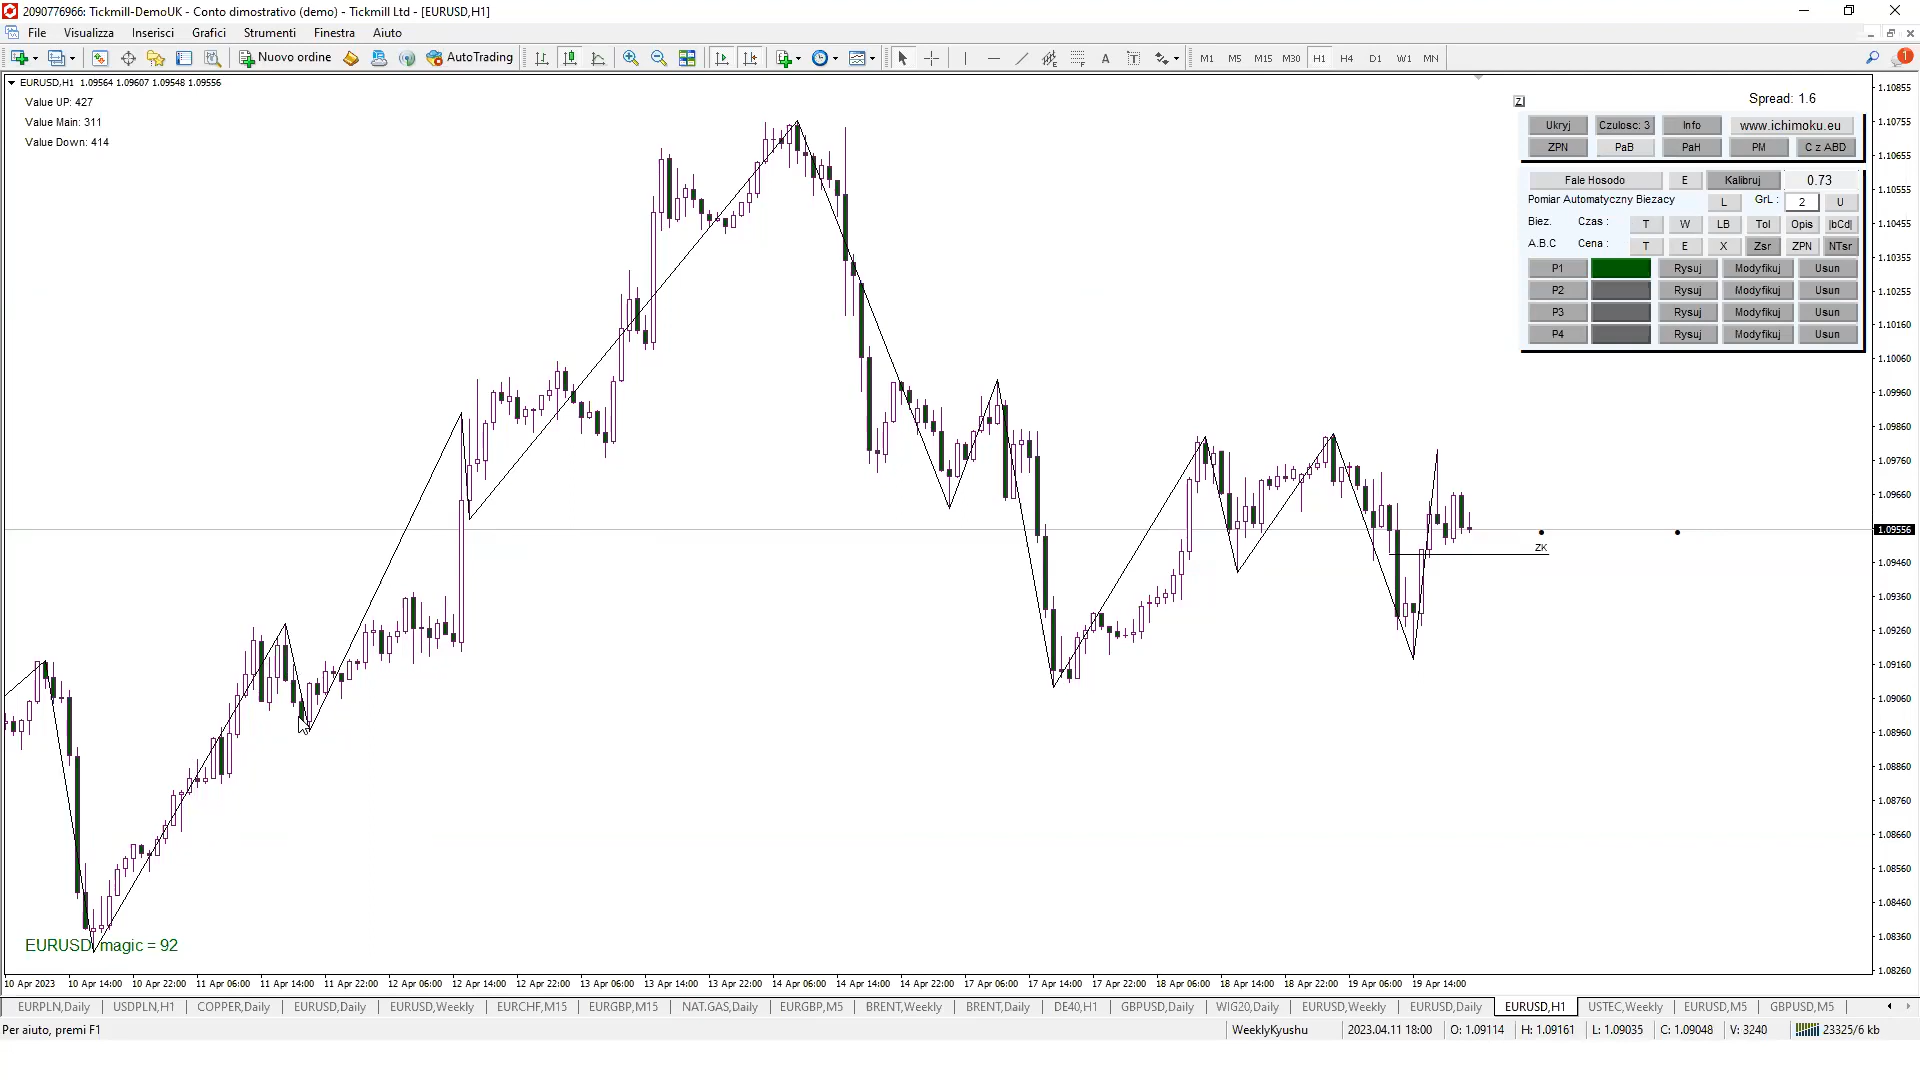 2090776966: Tickmill-DemoUK - Conto dimostrativo (demo) - Tickmill Ltd - [EURUSD,H1]
File Visualizza Inserisci Grafici Strumenti Finestra Aiuto
Nuovo ordine AutoTrading A T M1 M5 M15 M30 H1 H4 D1 W1 MN 1
EURUSD,H1 1.09564 1.09607 1.09548 1.09556
Value UP: 427
Value Main: 311
Value Down: 414
Z Spread: 1.6
Ukryj Czulosc: 3 Info www.ichimoku.eu
ZPN PaB PaH PM C z ABD
Fale Hosodo E Kalibruj 0.73
Pomiar Automatyczny Biezacy L GrL : 2 U
Biez. Czas : T W LB Tol Opis |bCd|
A.B.C Cena : T E X Zsr ZPN NTsr
P1 Rysuj Modyfikuj Usun
P2 Rysuj Modyfikuj Usun
P3 Rysuj Modyfikuj Usun
P4 Rysuj Modyfikuj Usun
1.10855
1.10755
1.10655
1.10555
1.10455
1.10355
1.10255
1.10160
1.10060
1.09960
1.09860
1.09760
1.09660
1.09556
ZK
1.09460
1.09360
1.09260
1.09160
1.09060
1.08960
1.08860
1.08760
1.08660
1.08560
1.08460
1.08360
1.08260
EURUSD magic = 92
10 Apr 2023 10 Apr 14:00 10 Apr 22:00 11 Apr 06:00 11 Apr 14:00 11 Apr 22:00 12 Apr 06:00 12 Apr 14:00 12 Apr 22:00 13 Apr 06:00 13 Apr 14:00 13 Apr 22:00 14 Apr 06:00 14 Apr 14:00 14 Apr 22:00 17 Apr 06:00 17 Apr 14:00 17 Apr 22:00 18 Apr 06:00 18 Apr 14:00 18 Apr 22:00 19 Apr 06:00 19 Apr 14:00
EURPLN,Daily USDPLN,H1 COPPER,Daily EURUSD,Daily EURUSD,Weekly EURCHF,M15 EURGBP,M15 NAT.GAS,Daily EURGBP,M5 BRENT,Weekly BRENT,Daily DE40,H1 GBPUSD,Daily WIG20,Daily EURUSD,Weekly EURUSD,Daily EURUSD,H1 USTEC,Weekly EURUSD,M5 GBPUSD,M5
Per aiuto, premi F1 WeeklyKyushu 2023.04.11 18:00 O: 1.09114 H: 1.09161 L: 1.09035 C: 1.09048 V: 3240 23325/6 kb